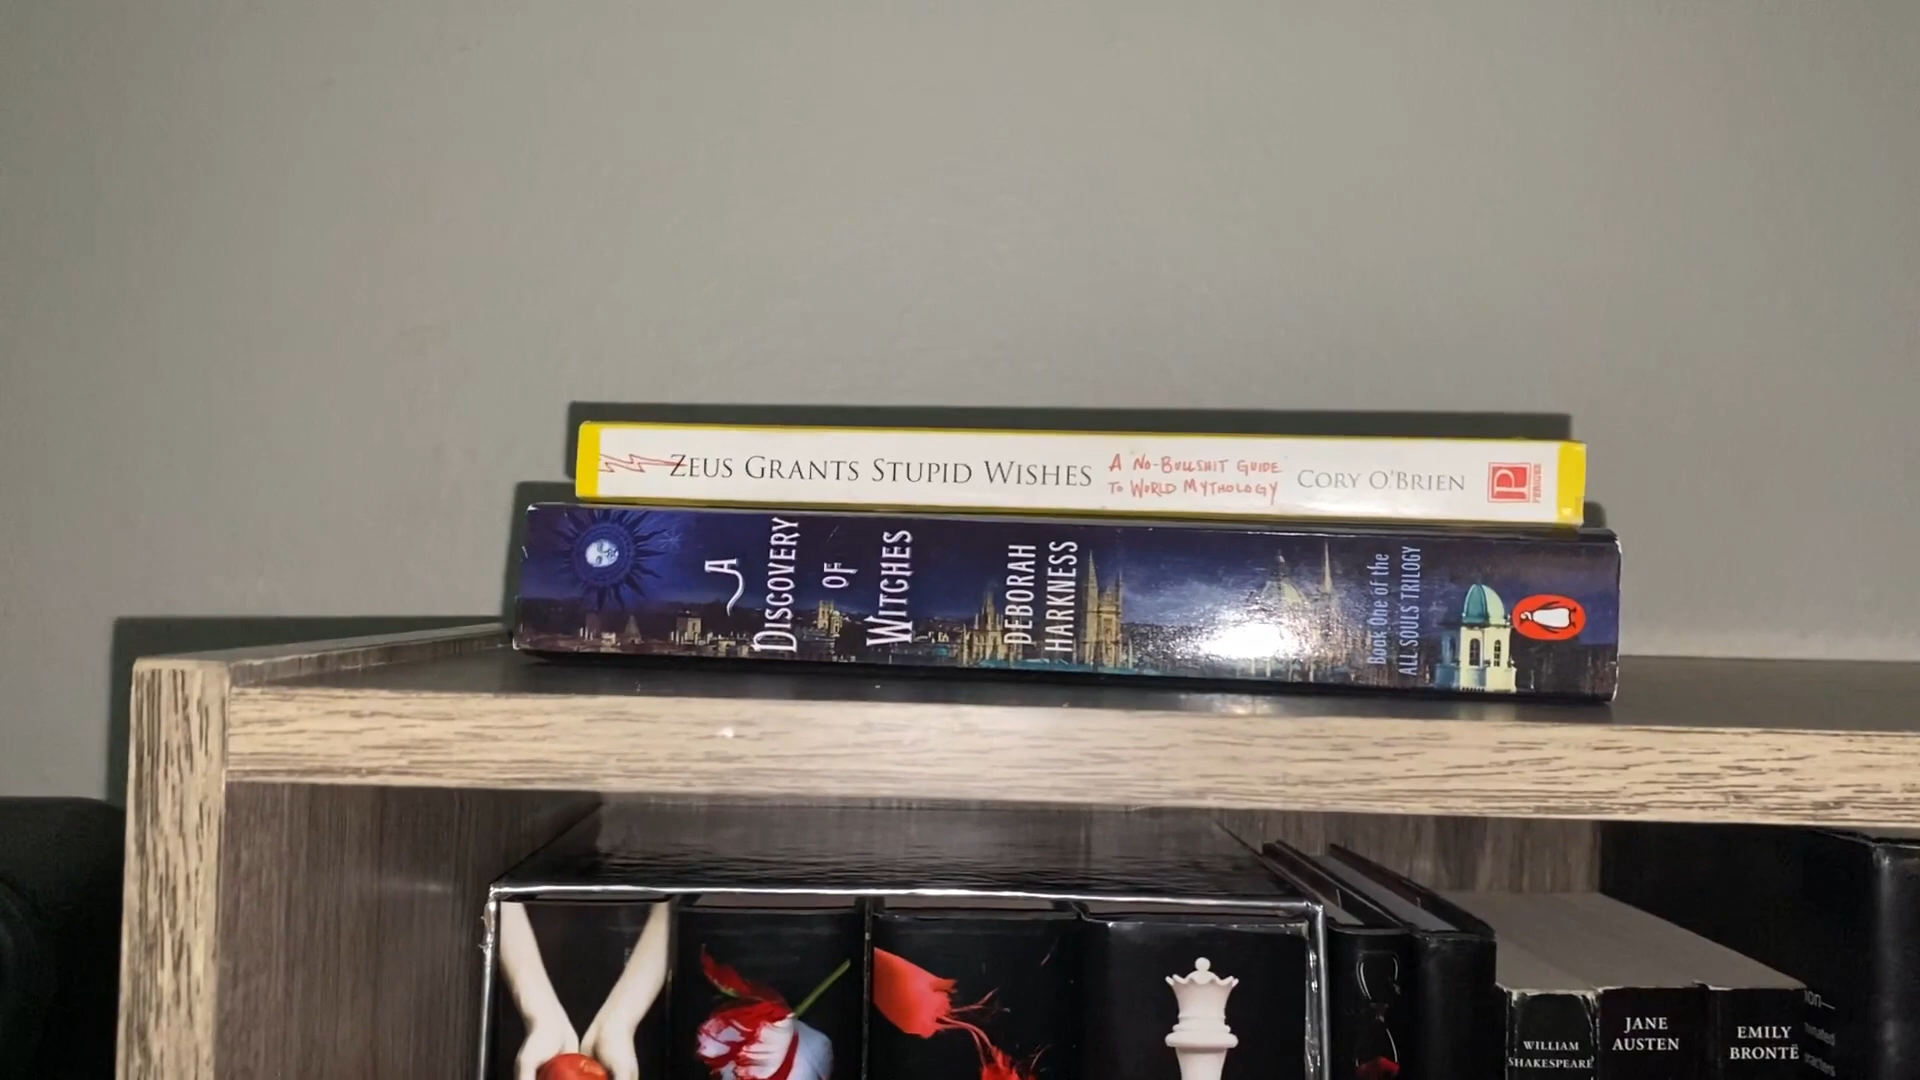 ZEUS GRANTS STUPID WISHES
A NO-BULLSHIT GUIDE
TO WORLD MYTHOLOGY
CORY O'BRIEN
P
PERIGEE
A
DISCOVERY
OF
WITCHES
DEBORAH
HARKNESS
Book One of the
ALL SOULS TRILOGY
WILLIAM
SHAKESPEARE
JANE
AUSTEN
EMILY
BRONTË